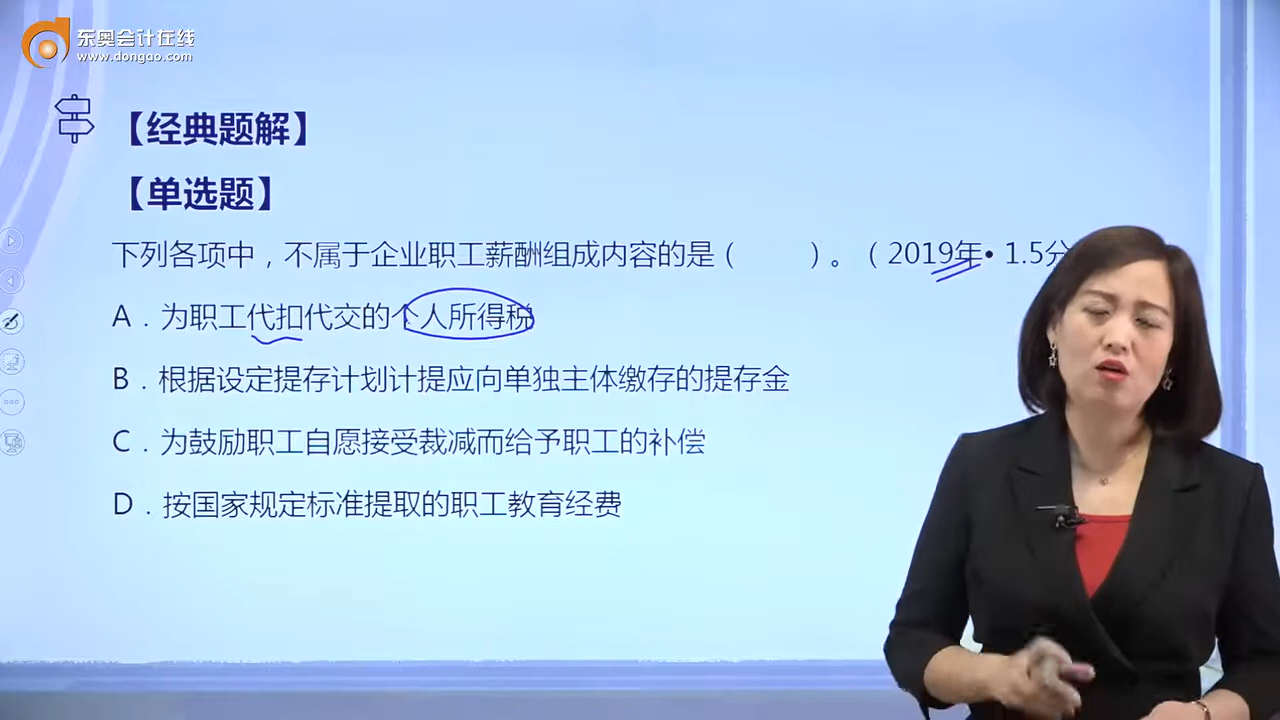 东奥会计在线
www.dongao.com
【经典题解】
【单选题】
下列各项中，不属于企业职工薪酬组成内容的是（　　）。（2019年•1.5分
A．为职工代扣代交的个人所得税
B．根据设定提存计划计提应向单独主体缴存的提存金
C．为鼓励职工自愿接受裁减而给予职工的补偿
D．按国家规定标准提取的职工教育经费